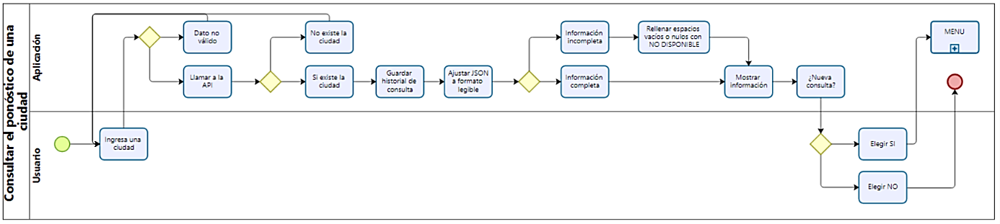 Consultar el ponóstico de una
ciudad
Aplicación
Usuario
Dato no
válido
No existe la
ciudad
Información
incompleta
Rellenar espacios
vacíos o nulos con
NO DISPONIBLE
MENU
Llamar a la
API
Si existe la
ciudad
Guardar
historial de
consulta
Ajustar JSON
a formato
legible
Información
completa
Mostrar
información
¿Nueva
consulta?
Ingresa una
ciudad
Elegir SI
Elegir NO